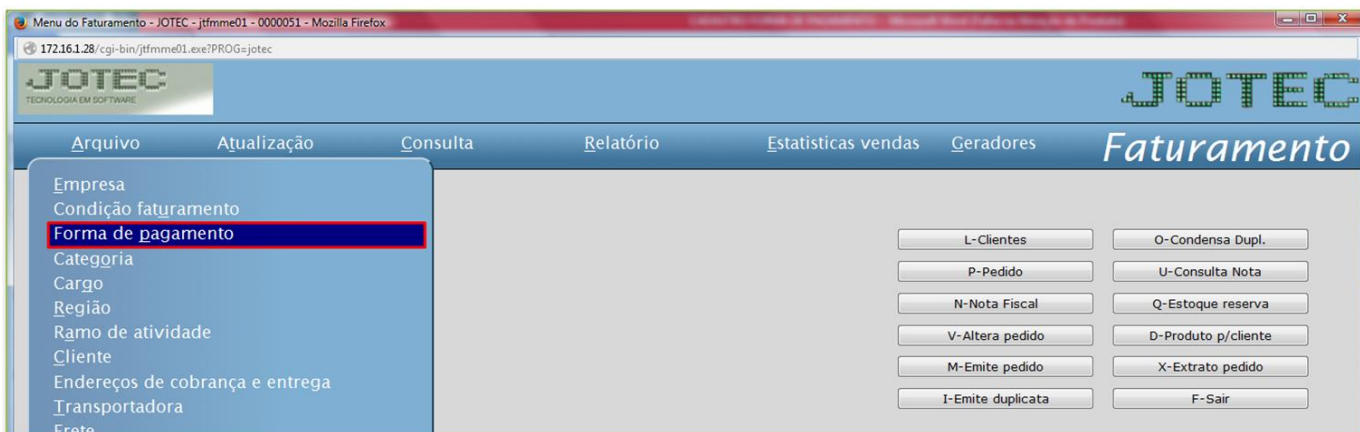 Menu do Faturamento - JOTEC - jtfmme01 - 0000051 - Mozilla Firefox
172.16.1.28/cgi-bin/jtfmme01.exe?PROG=jotec
JOTEC
TECNOLOGIA EM SOFTWARE
JOTEC
Arquivo Atualização Consulta Relatório Estatisticas vendas Geradores Faturamento
Empresa
Condição faturamento
Forma de pagamento
Categoria
Cargo
Região
Ramo de atividade
Cliente
Endereços de cobrança e entrega
Transportadora
Frete
L-Clientes O-Condensa Dupl.
P-Pedido U-Consulta Nota
N-Nota Fiscal Q-Estoque reserva
V-Altera pedido D-Produto p/cliente
M-Emite pedido X-Extrato pedido
I-Emite duplicata F-Sair